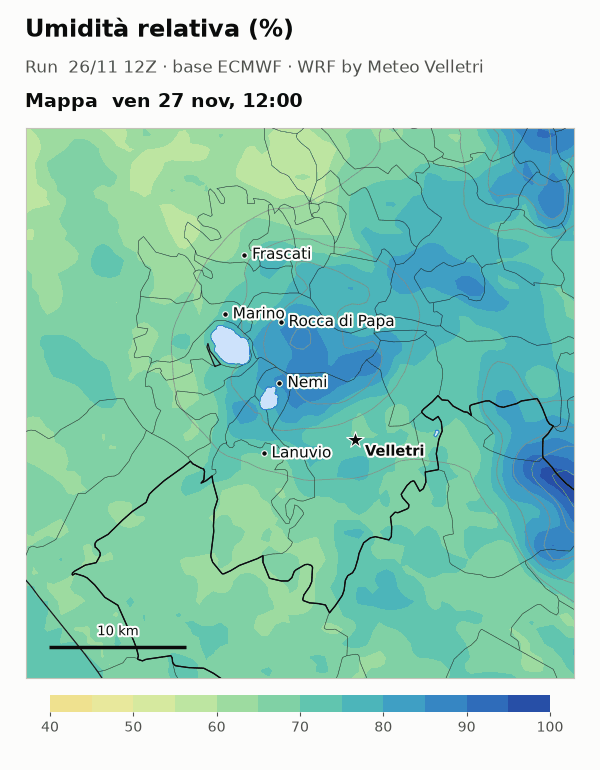 Umidità relativa (%)
Run  26/11 12Z · base ECMWF · WRF by Meteo Velletri
Mappa  ven 27 nov, 12:00
Frascati
Marino
Rocca di Papa
Nemi
Velletri
Lanuvio
10 km
40 50 60 70 80 90 100